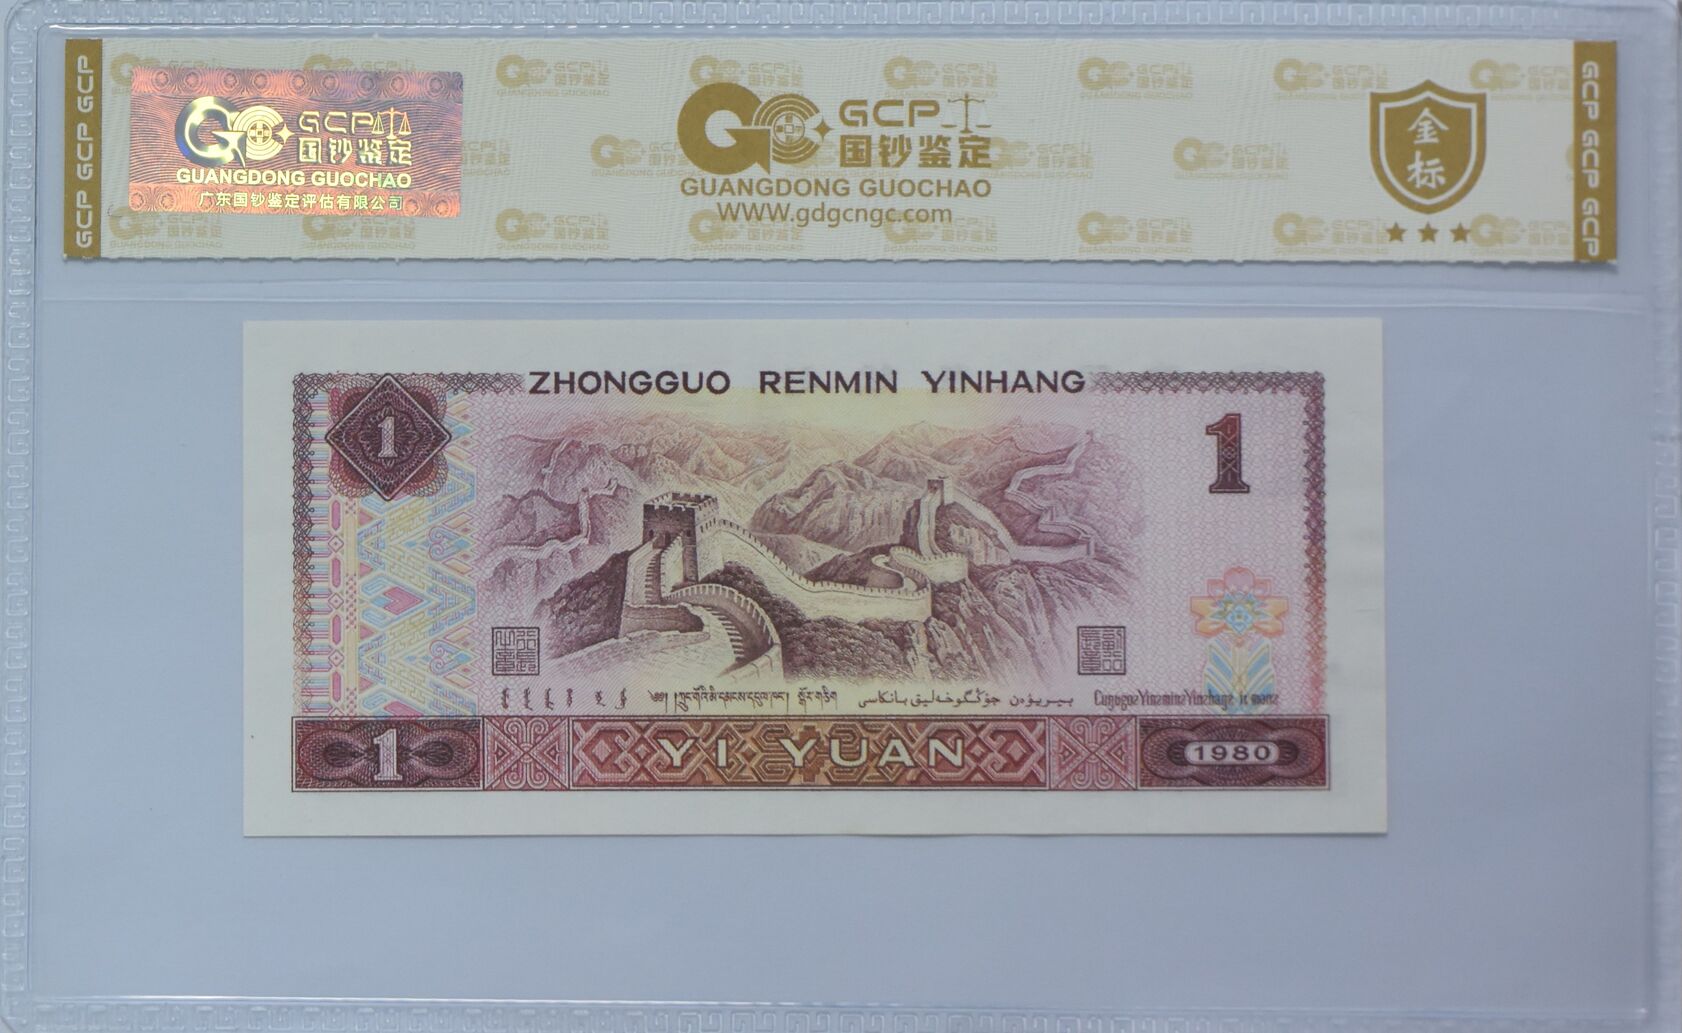 GCP GCP GCP
GCP
国钞鉴定
GUANGDONG GUOCHAO
广东国钞鉴定评估有限公司
GCP
国钞鉴定
GUANGDONG GUOCHAO
WWW.gdgcngc.com
金
标
GCP GCP GCP
ZHONGGUO RENMIN YINHANG
1
1
1
YI YUAN
1980